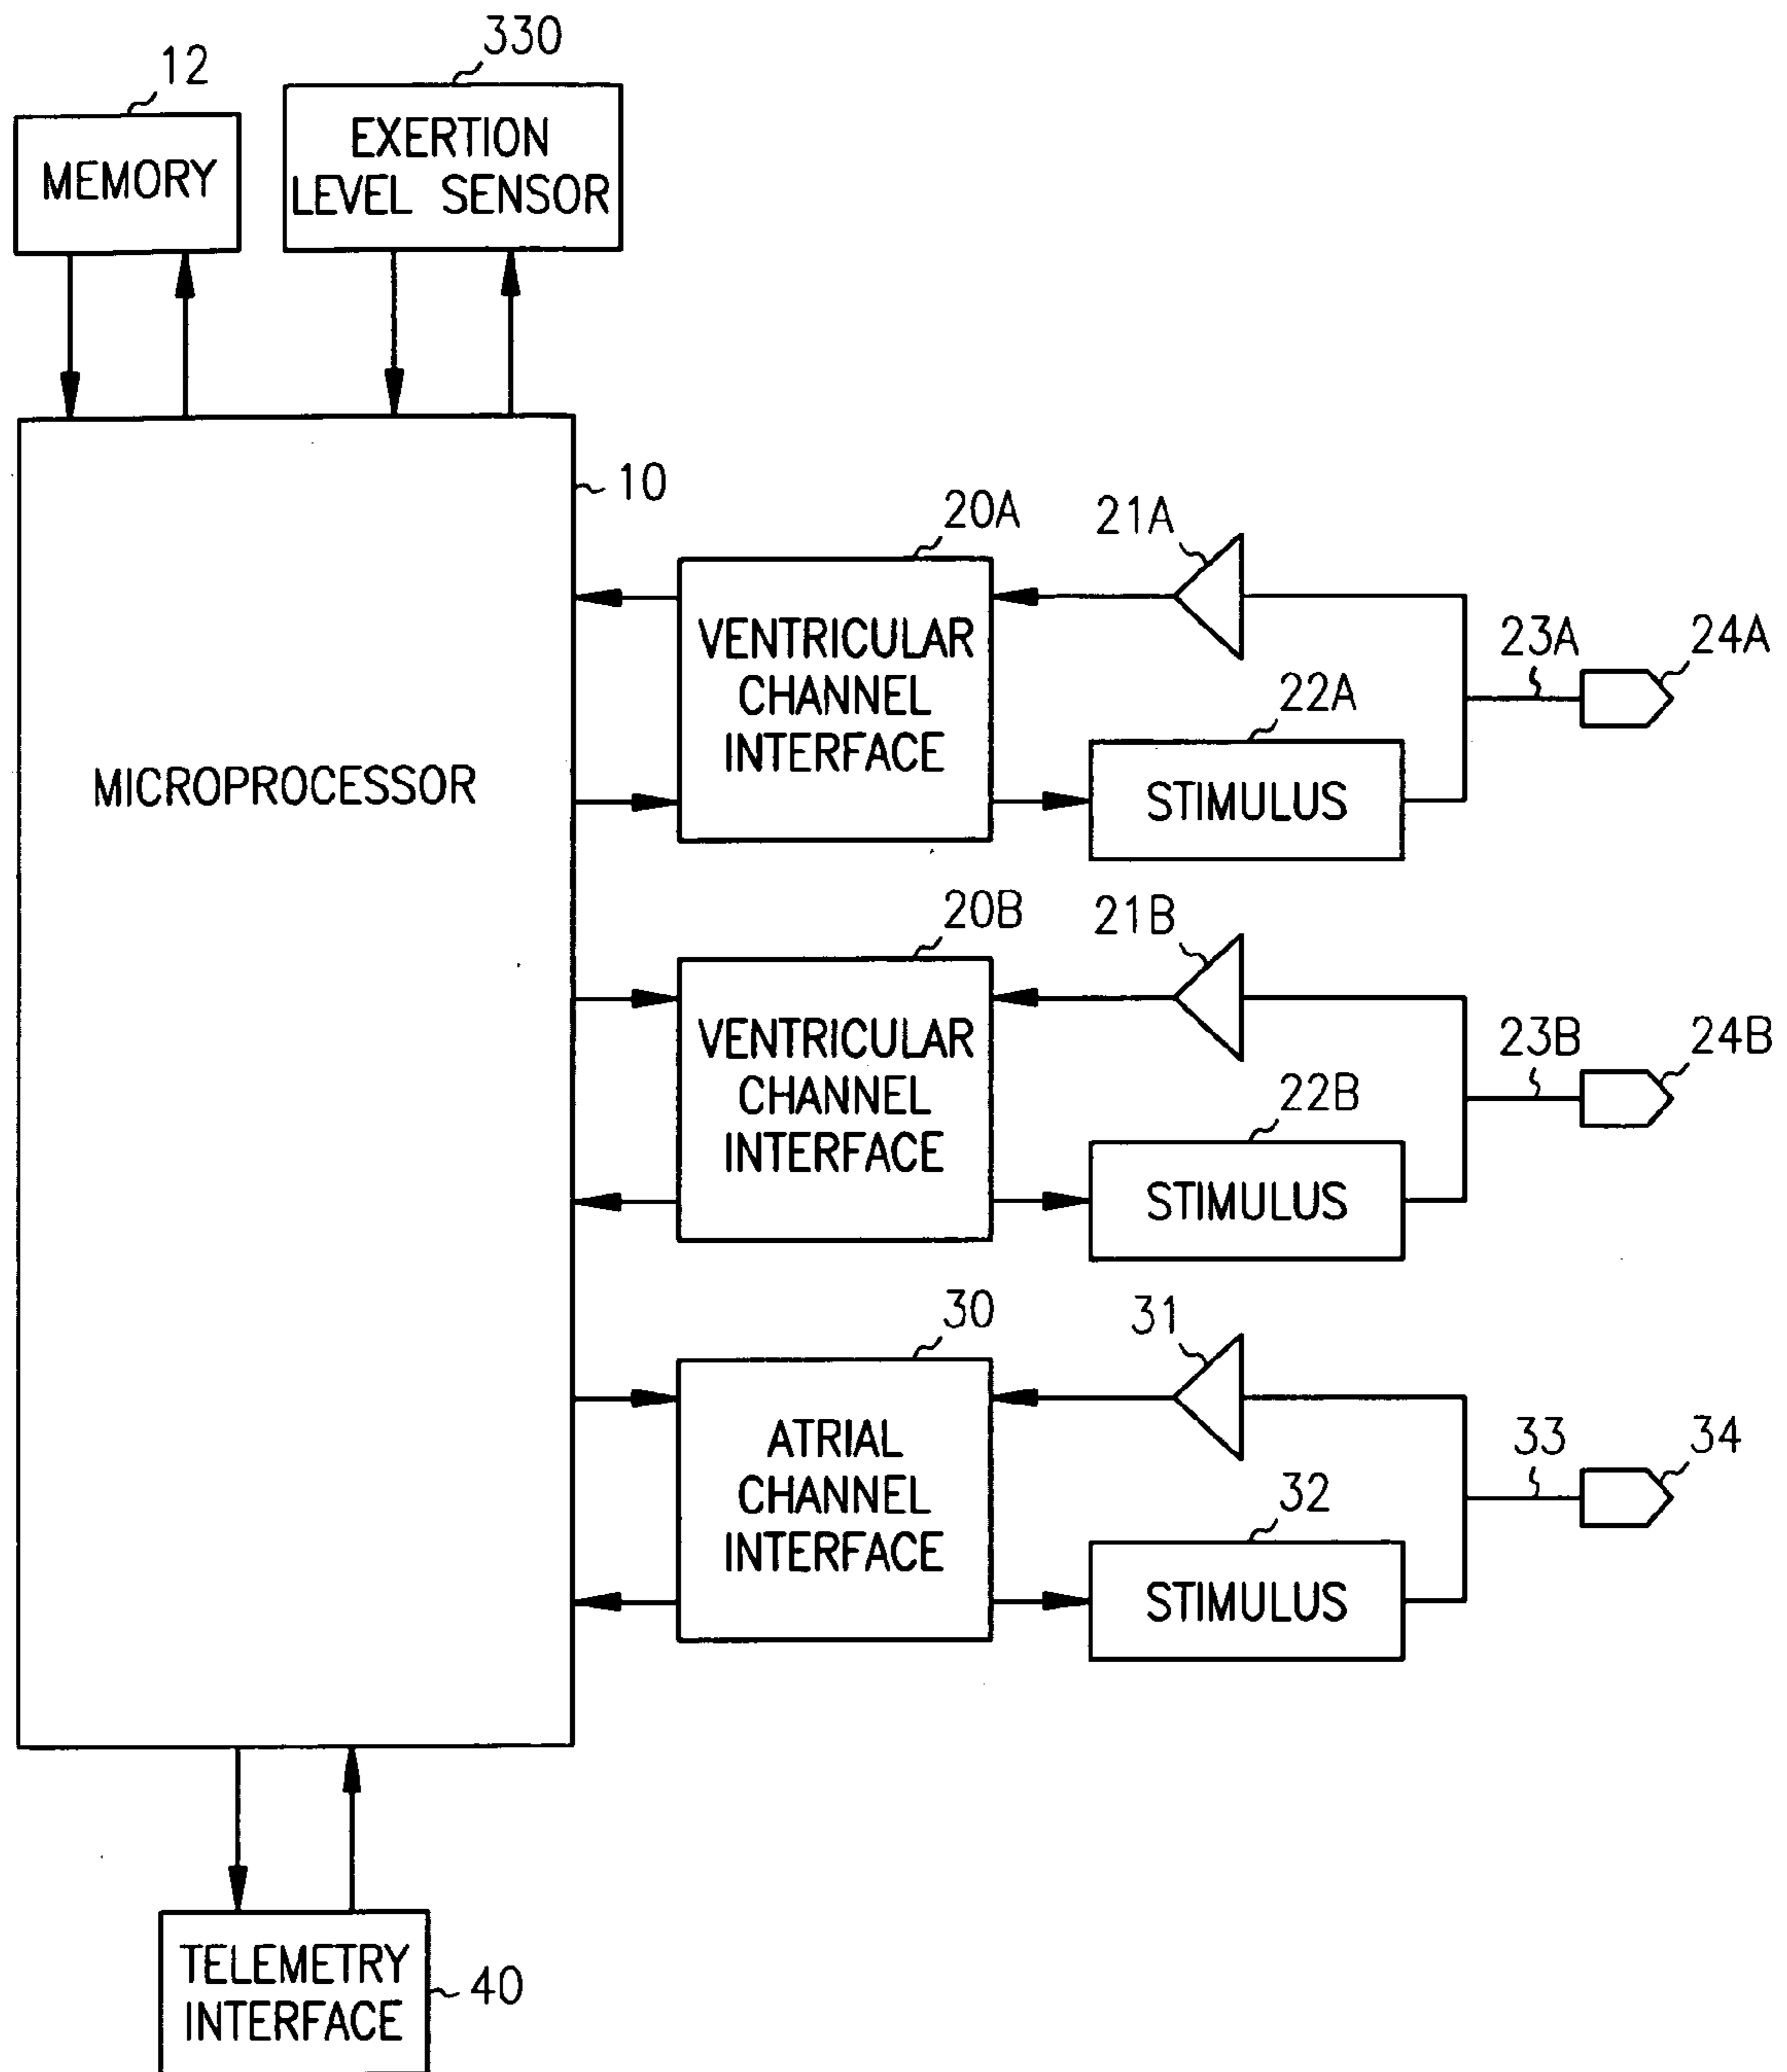 330
12
EXERTION
LEVEL SENSOR
MEMORY
10
MICROPROCESSOR
20A
21A
VENTRICULAR
CHANNEL
INTERFACE
23A
24A
22A
STIMULUS
20B
21B
VENTRICULAR
CHANNEL
INTERFACE
23B
24B
22B
STIMULUS
30
31
ATRIAL
CHANNEL
INTERFACE
33
34
32
STIMULUS
TELEMETRY
INTERFACE
40